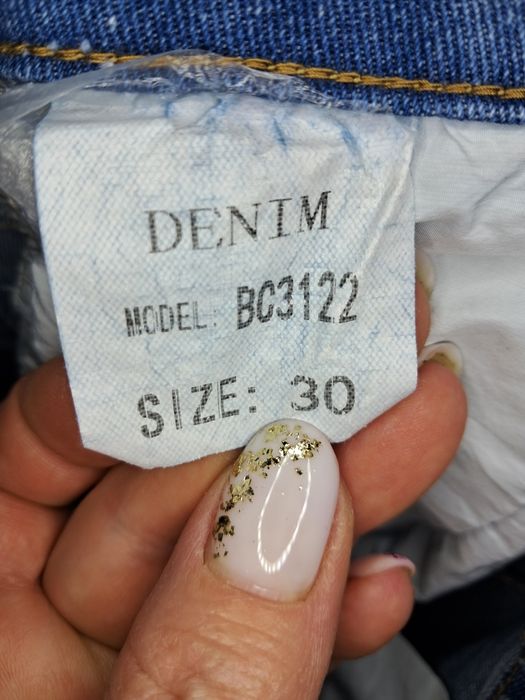 DENIM
MODEL: BC3122
SIZE: 30